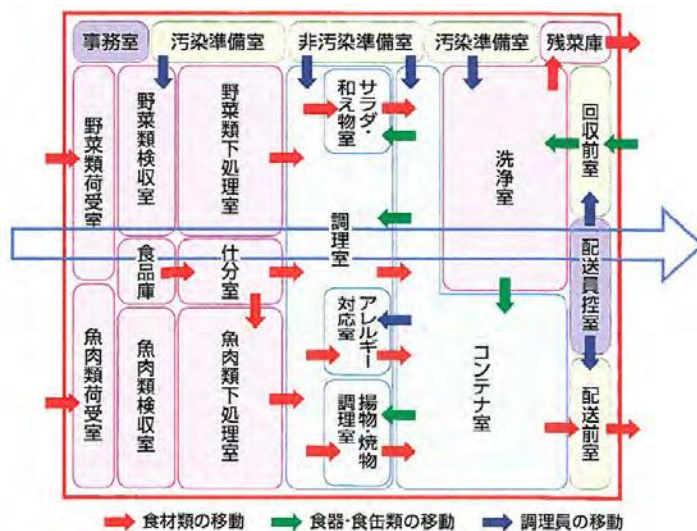 事務室
汚染準備室
非汚染準備室
汚染準備室
残菜庫
野菜類荷受室
野菜類検収室
野菜類下処理室
サラダ・
和え物室
洗浄室
回収前室
調理室
食品庫
仕分室
配送員控室
魚肉類荷受室
魚肉類検収室
魚肉類下処理室
アレルギー
対応室
コンテナ室
揚物・焼物
調理室
配送前室
食材類の移動
食器・食缶類の移動
調理員の移動